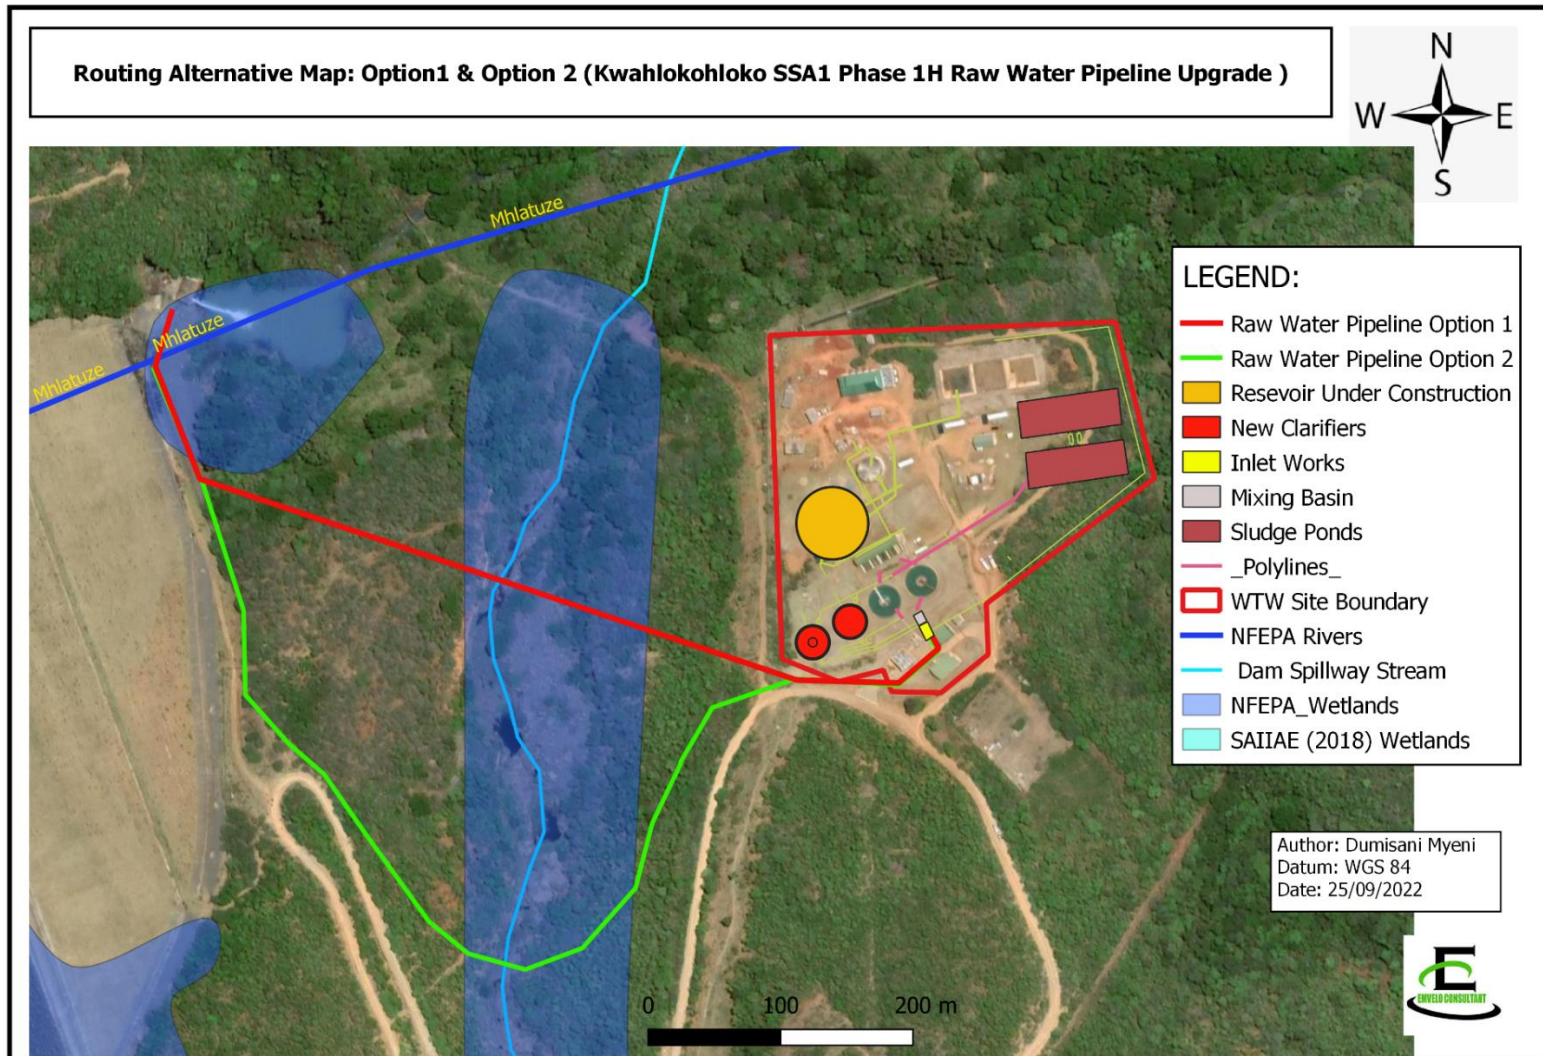 Routing Alternative Map: Option1 & Option 2 (Kwahlokohloko SSA1 Phase 1H Raw Water Pipeline Upgrade )
N
W
E
S
Mhlatuze
Mhlatuze
Mhlatuze
LEGEND:
Raw Water Pipeline Option 1
Raw Water Pipeline Option 2
Resevoir Under Construction
New Clarifiers
Inlet Works
Mixing Basin
Sludge Ponds
_Polylines_
WTW Site Boundary
NFEPA Rivers
Dam Spillway Stream
NFEPA_Wetlands
SAIIAE (2018) Wetlands
Author: Dumisani Myeni
Datum: WGS 84
Date: 25/09/2022
0 100 200 m
E
EMVELO CONSULTANT